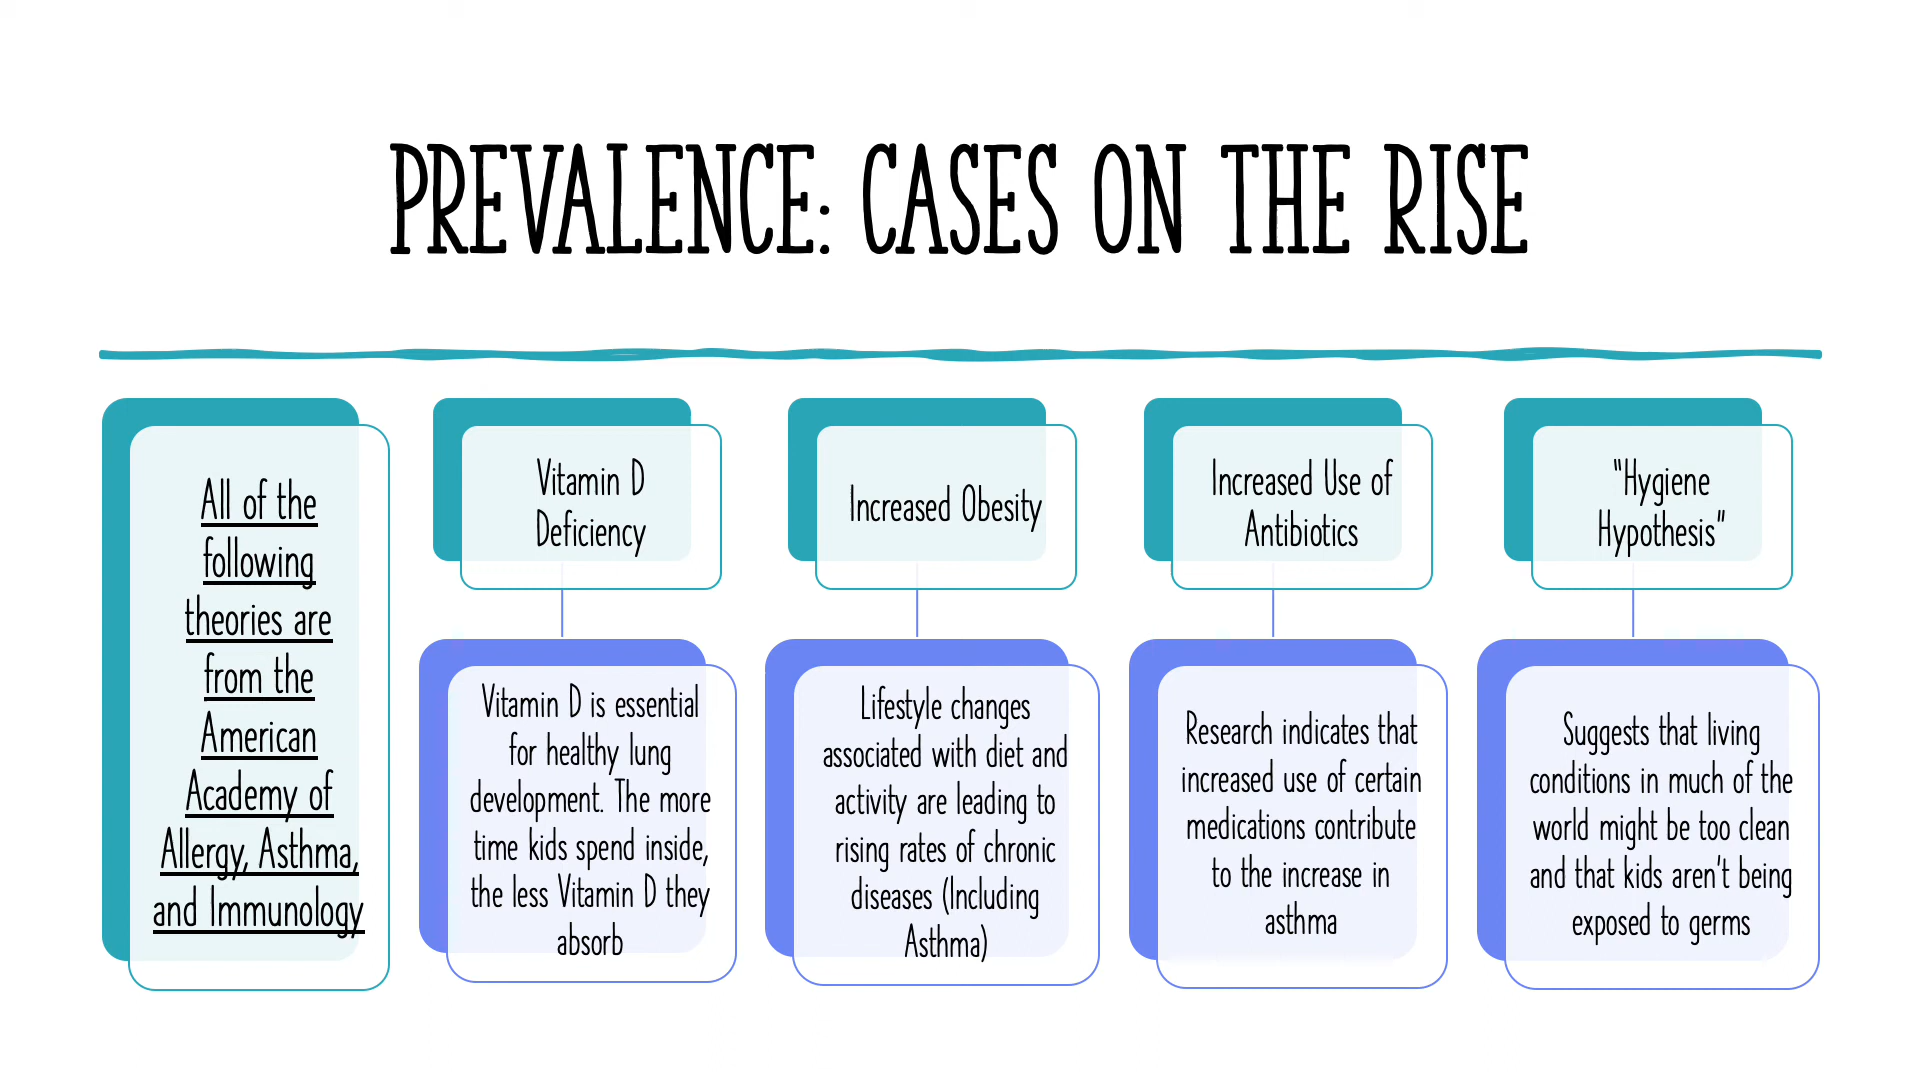 PREVALENCE: CASES ON THE RISE
All of the
following
theories are
from the
American
Academy of
Allergy, Asthma,
and Immunology
Vitamin D
Deficiency
Vitamin D is essential
for healthy lung
development. The more
time kids spend inside,
the less Vitamin D they
absorb
Increased Obesity
Lifestyle changes
associated with diet and
activity are leading to
rising rates of chronic
diseases (Including
Asthma)
Increased Use of
Antibiotics
Research indicates that
increased use of certain
medications contribute
to the increase in
asthma
"Hygiene
Hypothesis"
Suggests that living
conditions in much of the
world might be too clean
and that kids aren't being
exposed to germs